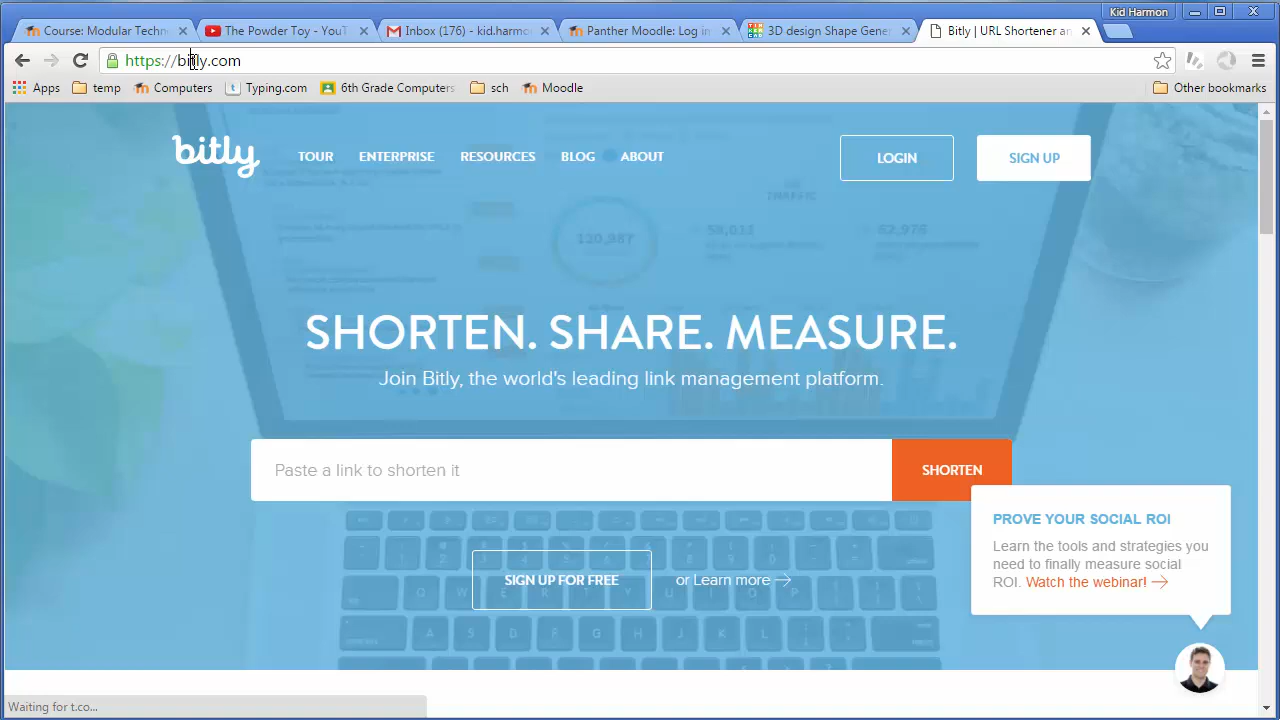 Kid Harmon
Course: Modular Techn
The Powder Toy - YouT
Inbox (176) - kid.harmo
Panther Moodle: Log in
3D design Shape Gener
Bitly | URL Shortener an
https://bitly.com
Apps
temp
Computers
Typing.com
6th Grade Computers
sch
Moodle
Other bookmarks
bitly
TOUR
ENTERPRISE
RESOURCES
BLOG
ABOUT
LOGIN
SIGN UP
TRAFFIC
120,987
SHORTEN. SHARE. MEASURE.
Join Bitly, the world's leading link management platform.
Paste a link to shorten it
SHORTEN
PROVE YOUR SOCIAL ROI
Learn the tools and strategies you
need to finally measure social
ROI. Watch the webinar!
SIGN UP FOR FREE
or Learn more
Waiting for t.co...